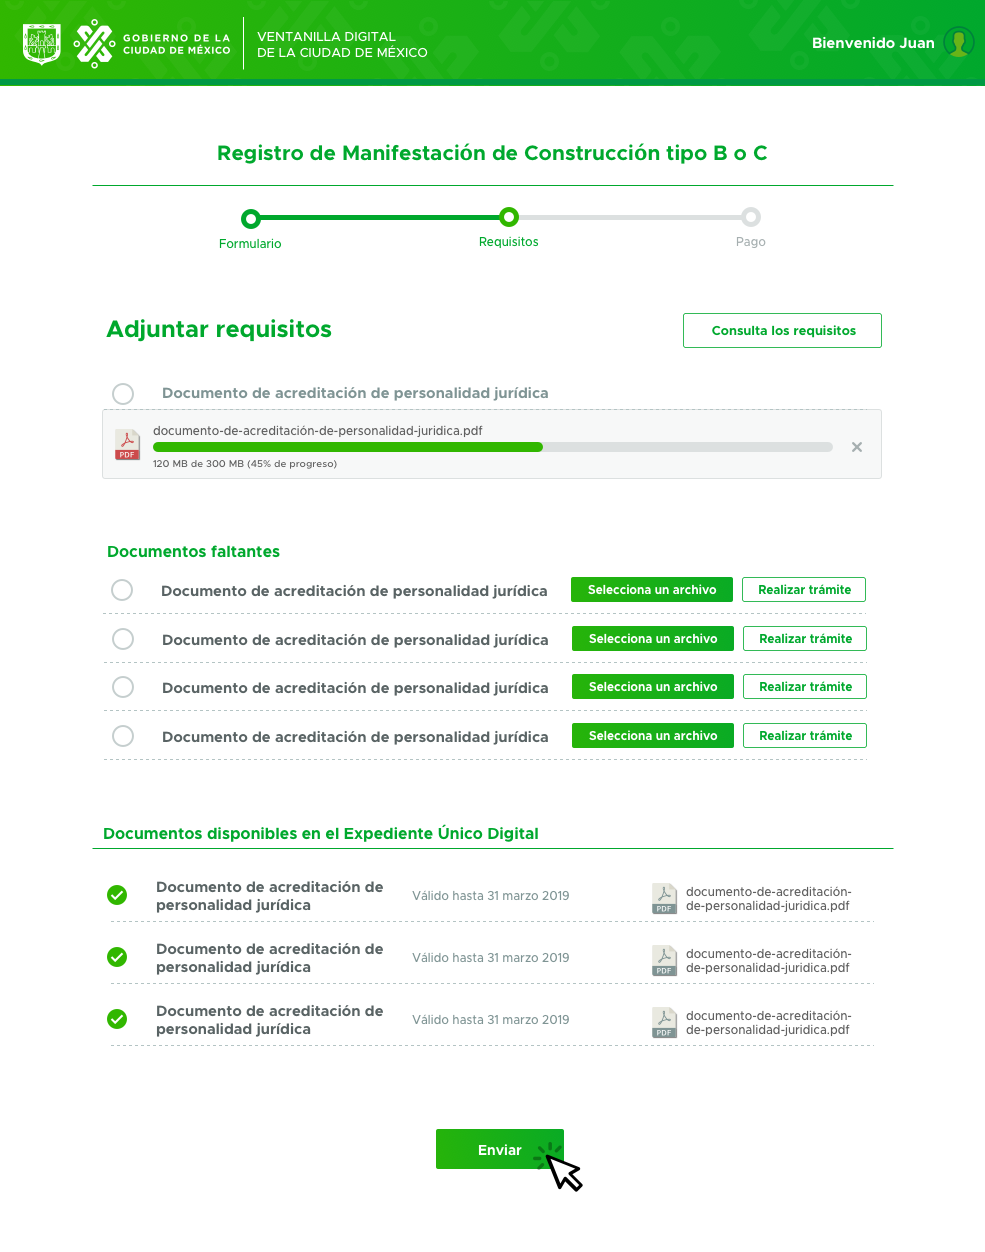 GOBIERNO DE LA
CIUDAD DE MÉXICO
VENTANILLA DIGITAL
DE LA CIUDAD DE MÉXICO
Bienvenido Juan
Registro de Manifestación de Construcción tipo B o C
Formulario
Requisitos
Pago
Adjuntar requisitos
Consulta los requisitos
Documento de acreditación de personalidad jurídica
documento-de-acreditación-de-personalidad-juridica.pdf
PDF
120 MB de 300 MB (45% de progreso)
Documentos faltantes
Documento de acreditación de personalidad jurídica Selecciona un archivo Realizar trámite
Documento de acreditación de personalidad jurídica Selecciona un archivo Realizar trámite
Documento de acreditación de personalidad jurídica Selecciona un archivo Realizar trámite
Documento de acreditación de personalidad jurídica Selecciona un archivo Realizar trámite
Documentos disponibles en el Expediente Único Digital
Documento de acreditación de
personalidad jurídica
Válido hasta 31 marzo 2019
PDF
documento-de-acreditación-
de-personalidad-juridica.pdf
Documento de acreditación de
personalidad jurídica
Válido hasta 31 marzo 2019
PDF
documento-de-acreditación-
de-personalidad-juridica.pdf
Documento de acreditación de
personalidad jurídica
Válido hasta 31 marzo 2019
PDF
documento-de-acreditación-
de-personalidad-juridica.pdf
Enviar